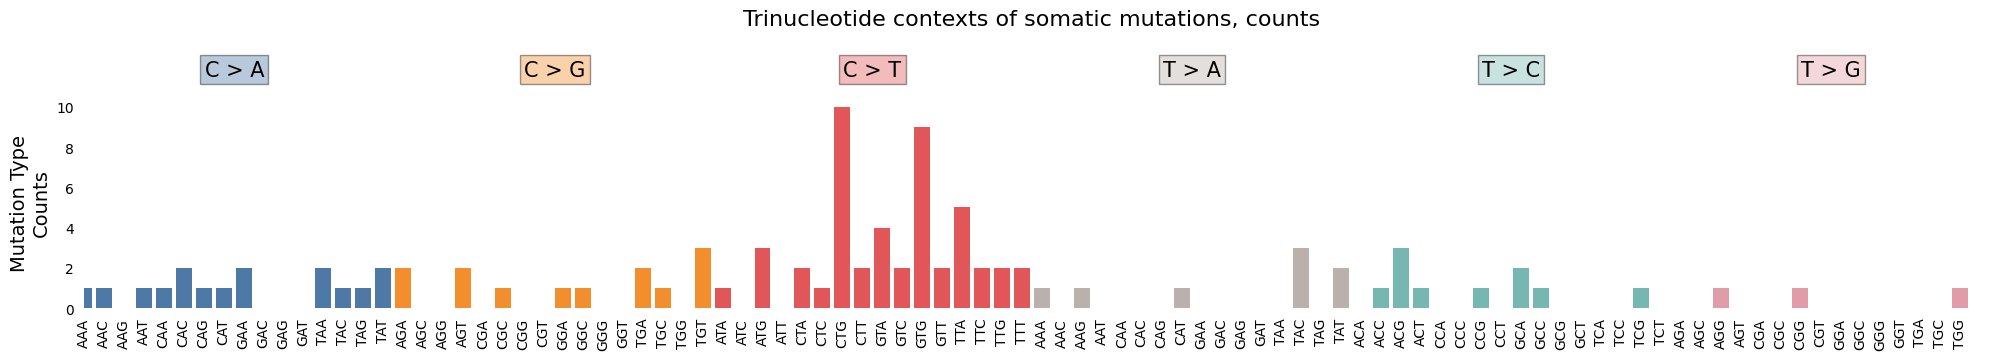 Trinucleotide contexts of somatic mutations, counts
C > A
C > G
C > T
T > A
T > C
T > G
Mutation Type
Counts
10
8
6
4
2
0
AAA AAC AAG AAT CAA CAC CAG CAT GAA GAC GAG GAT TAA TAC TAG TAT AGA AGC AGG AGT CGA CGC CGG CGT GGA GGC GGG GGT TGA TGC TGG TGT ATA ATC ATG ATT CTA CTC CTG CTT GTA GTC GTG GTT TTA TTC TTG TTT AAA AAC AAG AAT CAA CAC CAG CAT GAA GAC GAG GAT TAA TAC TAG TAT ACA ACC ACG ACT CCA CCC CCG CCT GCA GCC GCG GCT TCA TCC TCG TCT AGA AGC AGG AGT CGA CGC CGG CGT GGA GGC GGG GGT TGA TGC TGG